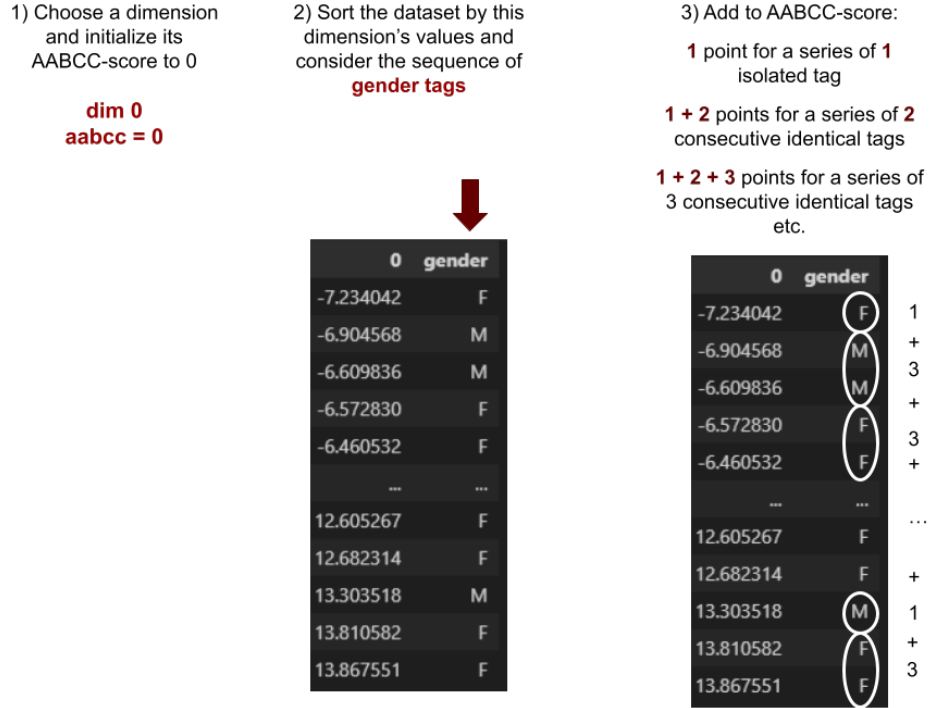 1) Choose a dimension
and initialize its
AABCC-score to 0
dim 0
aabcc = 0
2) Sort the dataset by this
dimension's values and
consider the sequence of
gender tags
0 gender
-7.234042 F
-6.904568 M
-6.609836 M
-6.572830 F
-6.460532 F
... ...
12.605267 F
12.682314 F
13.303518 M
13.810582 F
13.867551 F
3) Add to AABCC-score:
1 point for a series of 1
isolated tag
1 + 2 points for a series of 2
consecutive identical tags
1 + 2 + 3 points for a series of
3 consecutive identical tags
etc.
0 gender
-7.234042 F 1
+
-6.904568 M
3
-6.609836 M
+
-6.572830 F
3
-6.460532 F +
... ...
...
12.605267 F
12.682314 F +
13.303518 M 1
+
13.810582 F
3
13.867551 F